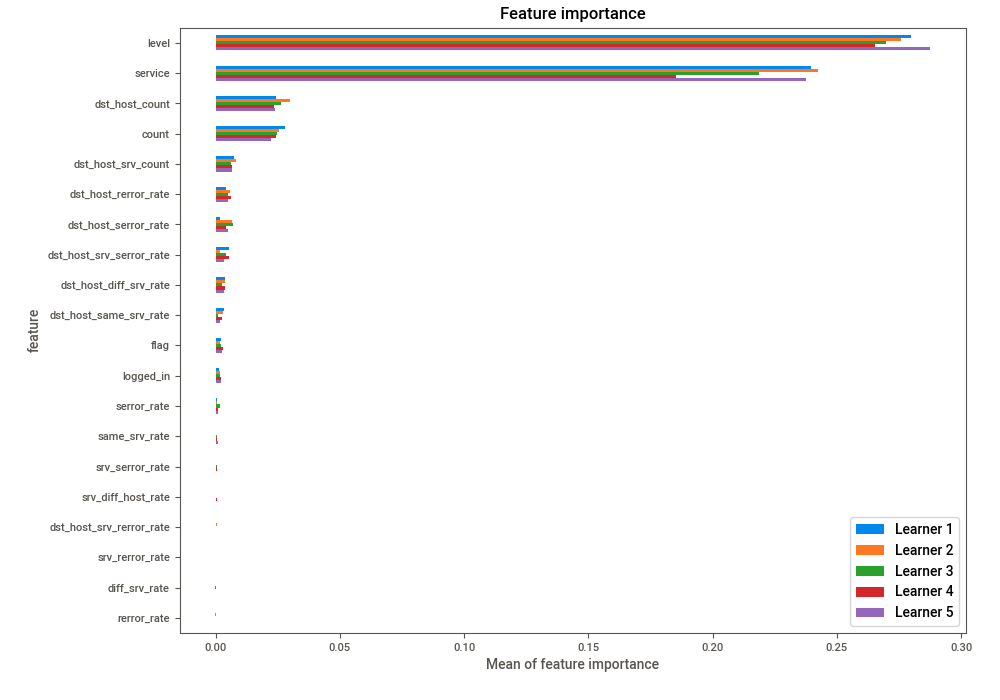 Feature importance
level
service
dst_host_count
count
dst_host_srv_count
dst_host_rerror_rate
dst_host_serror_rate
dst_host_srv_serror_rate
dst_host_diff_srv_rate
dst_host_same_srv_rate
flag
logged_in
serror_rate
same_srv_rate
srv_serror_rate
srv_diff_host_rate
dst_host_srv_rerror_rate
srv_rerror_rate
diff_srv_rate
rerror_rate
feature
Learner 1
Learner 2
Learner 3
Learner 4
Learner 5
0.00 0.05 0.10 0.15 0.20 0.25 0.30
Mean of feature importance